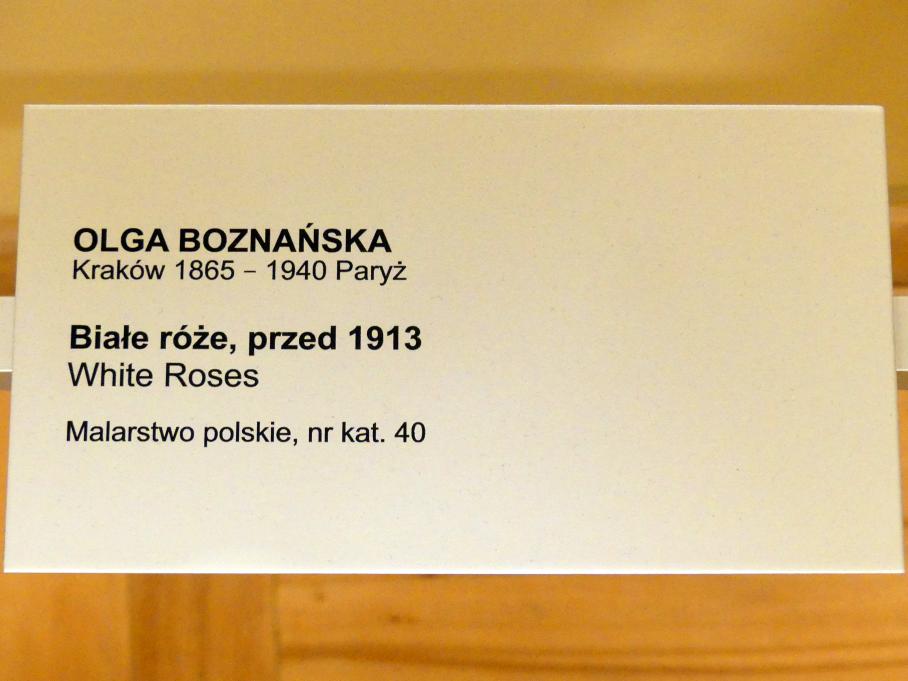 OLGA BOZNAŃSKA
Kraków 1865 – 1940 Paryż
Białe róże, przed 1913
White Roses
Malarstwo polskie, nr kat. 40